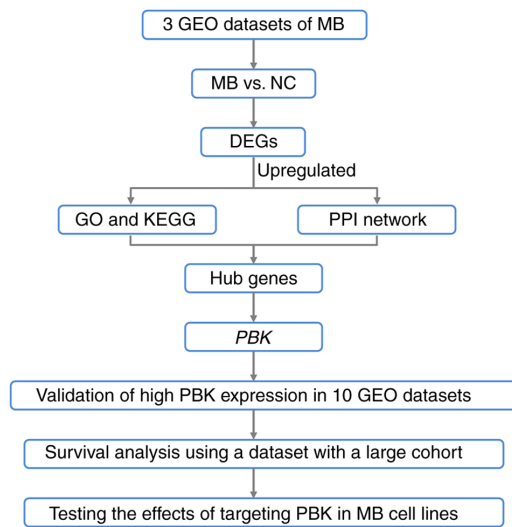 3 GEO datasets of MB
MB vs. NC
DEGs
Upregulated
GO and KEGG
PPI network
Hub genes
PBK
Validation of high PBK expression in 10 GEO datasets
Survival analysis using a dataset with a large cohort
Testing the effects of targeting PBK in MB cell lines